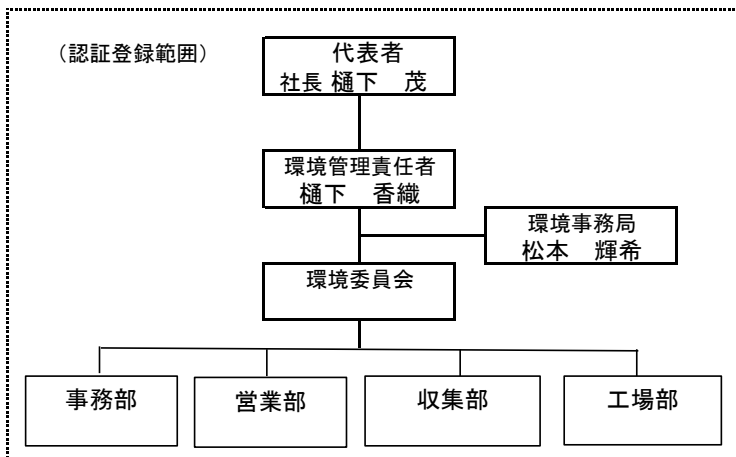 （認証登録範囲）
代表者
社長 樋下　茂
環境管理責任者
樋下　香織
環境事務局
松本　輝希
環境委員会
事務部
営業部
収集部
工場部